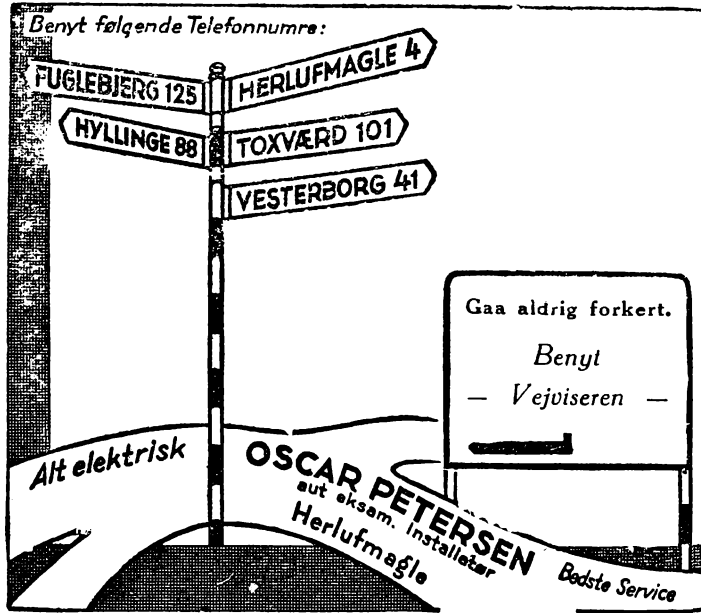 Benyt følgende Telefonnumre:
FUGLEBJERG 125
HERLUFMAGLE 4
HYLLINGE 88
TOXVÆRD 101
VESTERBORG 41
Gaa aldrig forkert.
Benyt
— Vejviseren —
Alt elektrisk
OSCAR PETERSEN
aut eksam. Installatør
Herlufmagle
Bedste Service